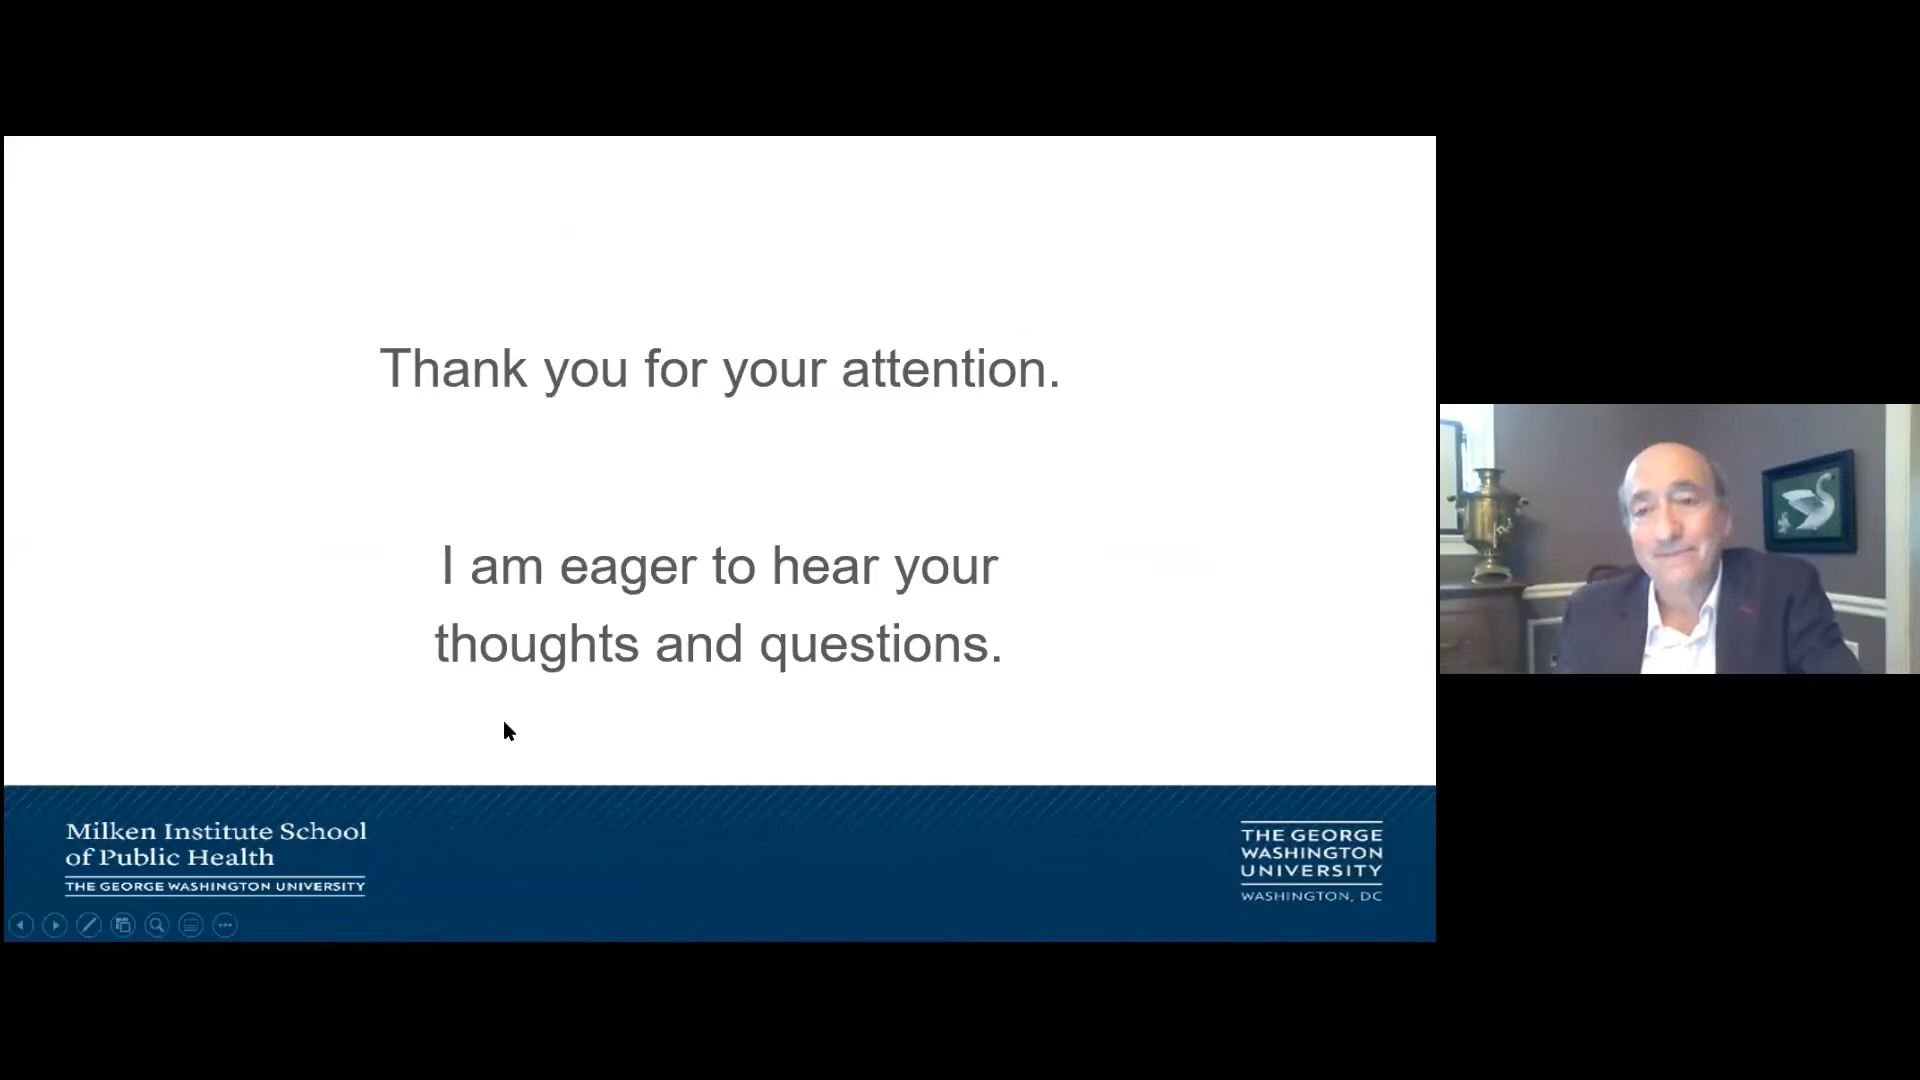 Thank you for your attention.
I am eager to hear your
thoughts and questions.
Milken Institute School
of Public Health
THE GEORGE WASHINGTON UNIVERSITY
THE GEORGE
WASHINGTON
UNIVERSITY
WASHINGTON, DC